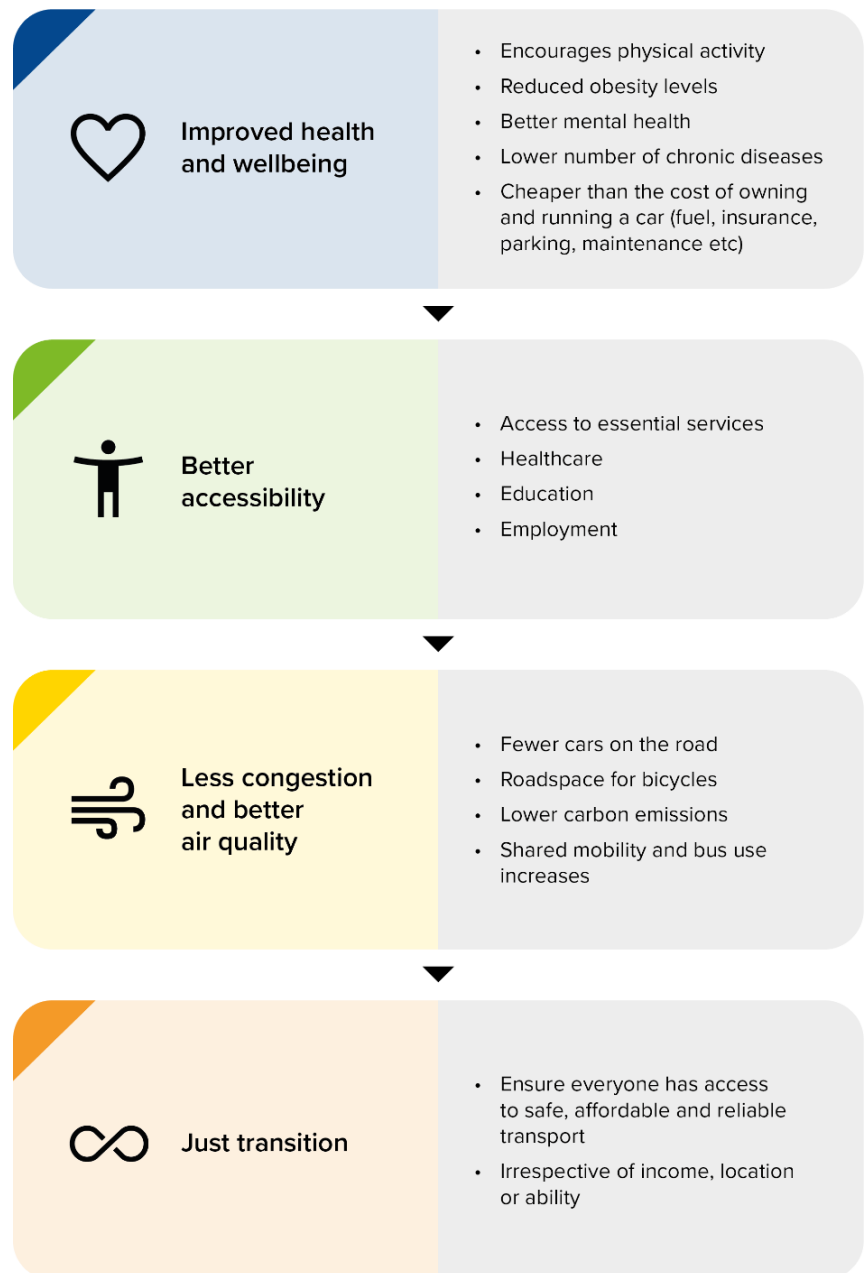 Improved health
and wellbeing
• Encourages physical activity
• Reduced obesity levels
• Better mental health
• Lower number of chronic diseases
• Cheaper than the cost of owning
and running a car (fuel, insurance,
parking, maintenance etc)
Better
accessibility
• Access to essential services
• Healthcare
• Education
• Employment
Less congestion
and better
air quality
• Fewer cars on the road
• Roadspace for bicycles
• Lower carbon emissions
• Shared mobility and bus use
increases
Just transition
• Ensure everyone has access
to safe, affordable and reliable
transport
• Irrespective of income, location
or ability